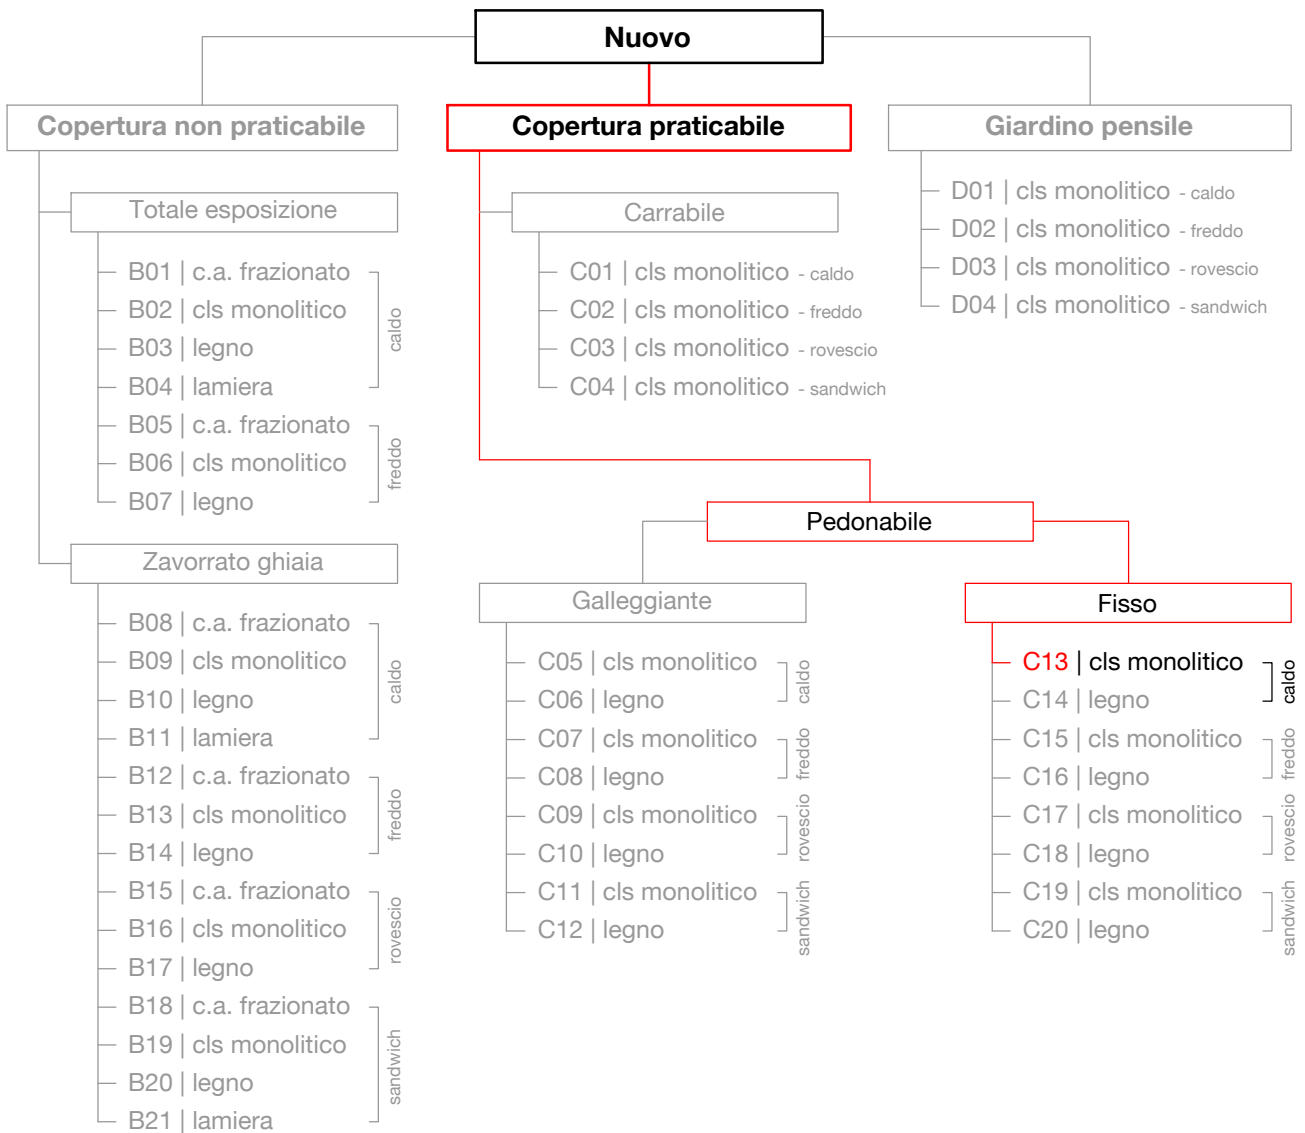 Nuovo
Copertura non praticabile
Totale esposizione
B01 | c.a. frazionato
B02 | cls monolitico
B03 | legno
B04 | lamiera
caldo
B05 | c.a. frazionato
B06 | cls monolitico
B07 | legno
freddo
Zavorrato ghiaia
B08 | c.a. frazionato
B09 | cls monolitico
B10 | legno
B11 | lamiera
caldo
B12 | c.a. frazionato
B13 | cls monolitico
B14 | legno
freddo
B15 | c.a. frazionato
B16 | cls monolitico
B17 | legno
rovescio
B18 | c.a. frazionato
B19 | cls monolitico
B20 | legno
B21 | lamiera
sandwich
Copertura praticabile
Carrabile
C01 | cls monolitico - caldo
C02 | cls monolitico - freddo
C03 | cls monolitico - rovescio
C04 | cls monolitico - sandwich
Pedonabile
Galleggiante
C05 | cls monolitico
C06 | legno
caldo
C07 | cls monolitico
C08 | legno
freddo
C09 | cls monolitico
C10 | legno
rovescio
C11 | cls monolitico
C12 | legno
sandwich
Fisso
C13 | cls monolitico
C14 | legno
caldo
C15 | cls monolitico
C16 | legno
freddo
C17 | cls monolitico
C18 | legno
rovescio
C19 | cls monolitico
C20 | legno
sandwich
Giardino pensile
D01 | cls monolitico - caldo
D02 | cls monolitico - freddo
D03 | cls monolitico - rovescio
D04 | cls monolitico - sandwich